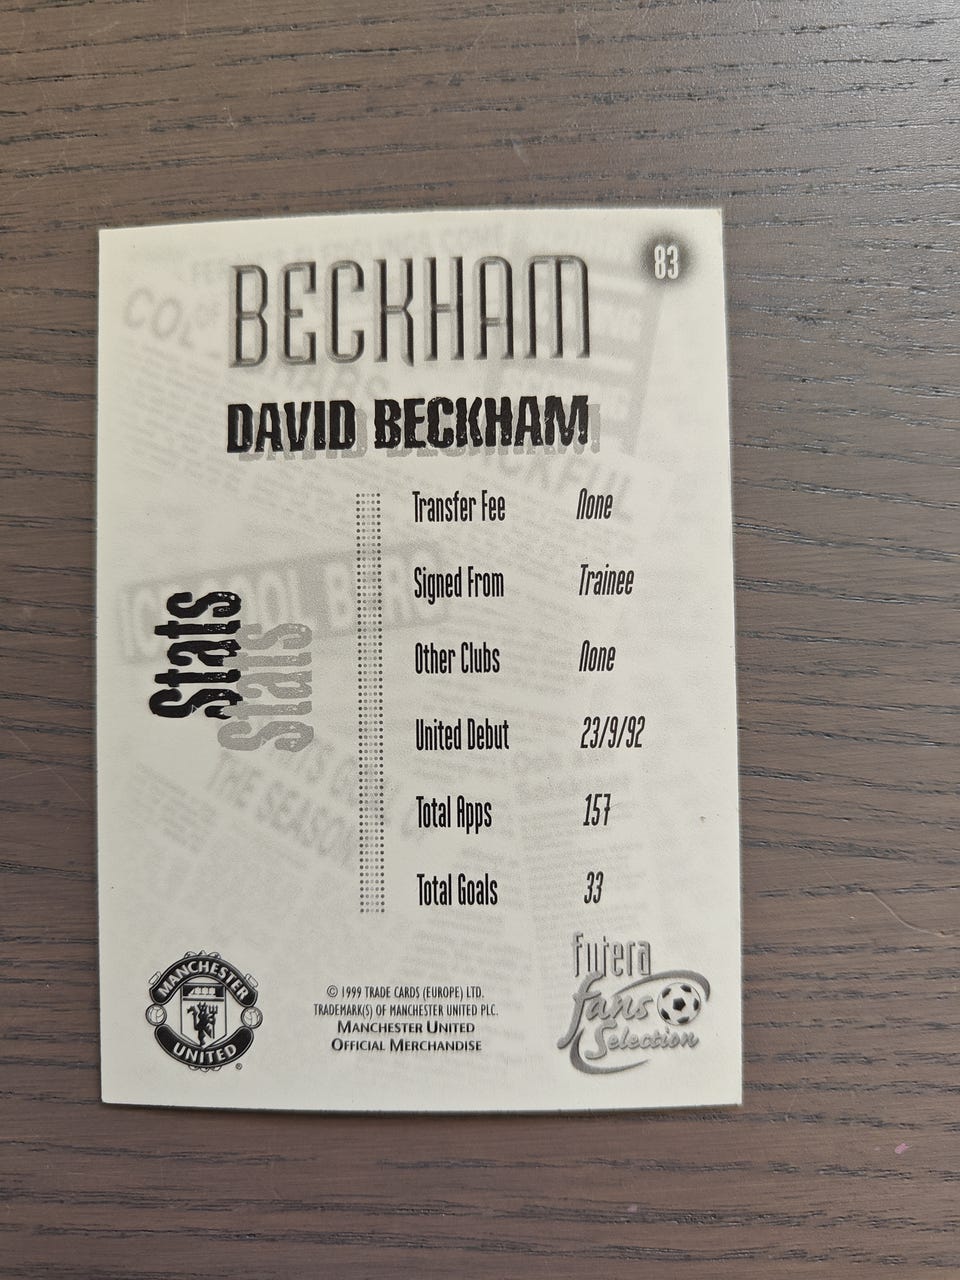 83
BECKHAM
DAVID BECKHAM
Stats
Transfer Fee None
Signed From Trainee
Other Clubs None
United Debut 23/9/92
Total Apps 157
Total Goals 33
MANCHESTER
UNITED
®
© 1999 TRADE CARDS (EUROPE) LTD.
TRADEMARK(S) OF MANCHESTER UNITED PLC.
MANCHESTER UNITED
OFFICIAL MERCHANDISE
futera
fans
Selection
THE SEASON